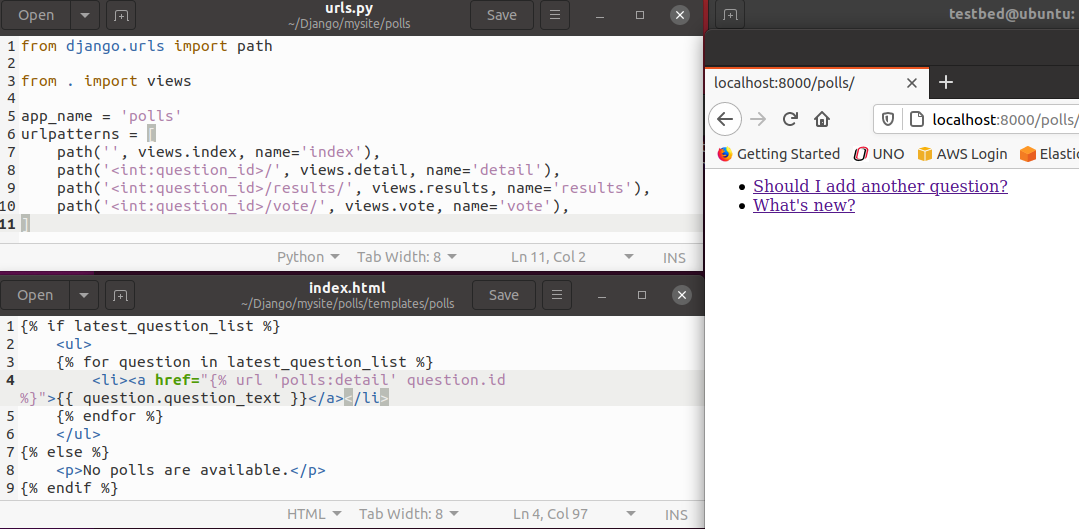 Open
urls.py
~/Django/mysite/polls
Save
1 from django.urls import path
2
3 from . import views
4
5 app_name = 'polls'
6 urlpatterns = [
7     path('', views.index, name='index'),
8     path('<int:question_id>/', views.detail, name='detail'),
9     path('<int:question_id>/results/', views.results, name='results'),
10     path('<int:question_id>/vote/', views.vote, name='vote'),
11 ]
Python Tab Width: 8 Ln 11, Col 2 INS
Open
index.html
~/Django/mysite/polls/templates/polls
Save
1 {% if latest_question_list %}
2     <ul>
3     {% for question in latest_question_list %}
4         <li><a href="{% url 'polls:detail' question.id
%}">{{ question.question_text }}</a></li>
5     {% endfor %}
6     </ul>
7 {% else %}
8     <p>No polls are available.</p>
9 {% endif %}
HTML Tab Width: 8 Ln 4, Col 97 INS
testbed@ubuntu:
localhost:8000/polls/
localhost:8000/polls/
Getting Started UNO AWS Login Elastic
Should I add another question?
What's new?